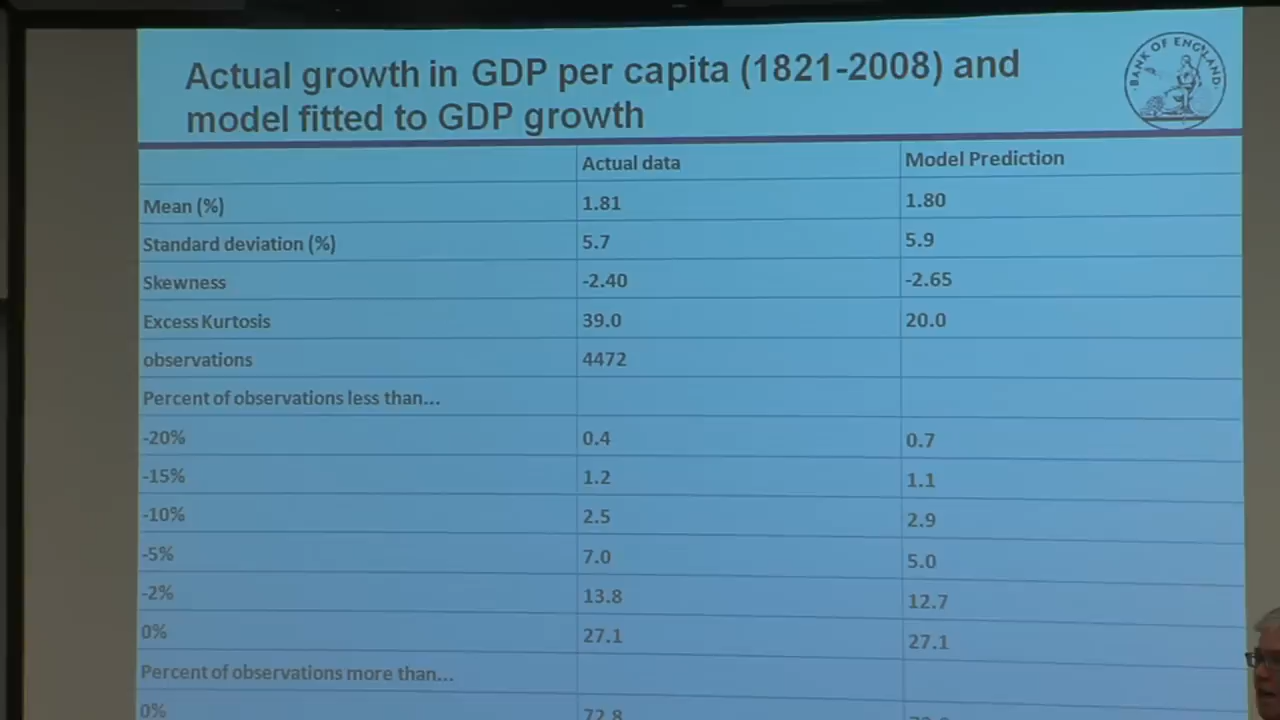 Actual growth in GDP per capita (1821-2008) and
model fitted to GDP growth
BANK OF ENGLAND
Actual data Model Prediction
Mean (%) 1.81 1.80
Standard deviation (%) 5.7 5.9
Skewness -2.40 -2.65
Excess Kurtosis 39.0 20.0
observations 4472
Percent of observations less than...
-20% 0.4 0.7
-15% 1.2 1.1
-10% 2.5 2.9
-5% 7.0 5.0
-2% 13.8 12.7
0% 27.1 27.1
Percent of observations more than...
0% 72.8